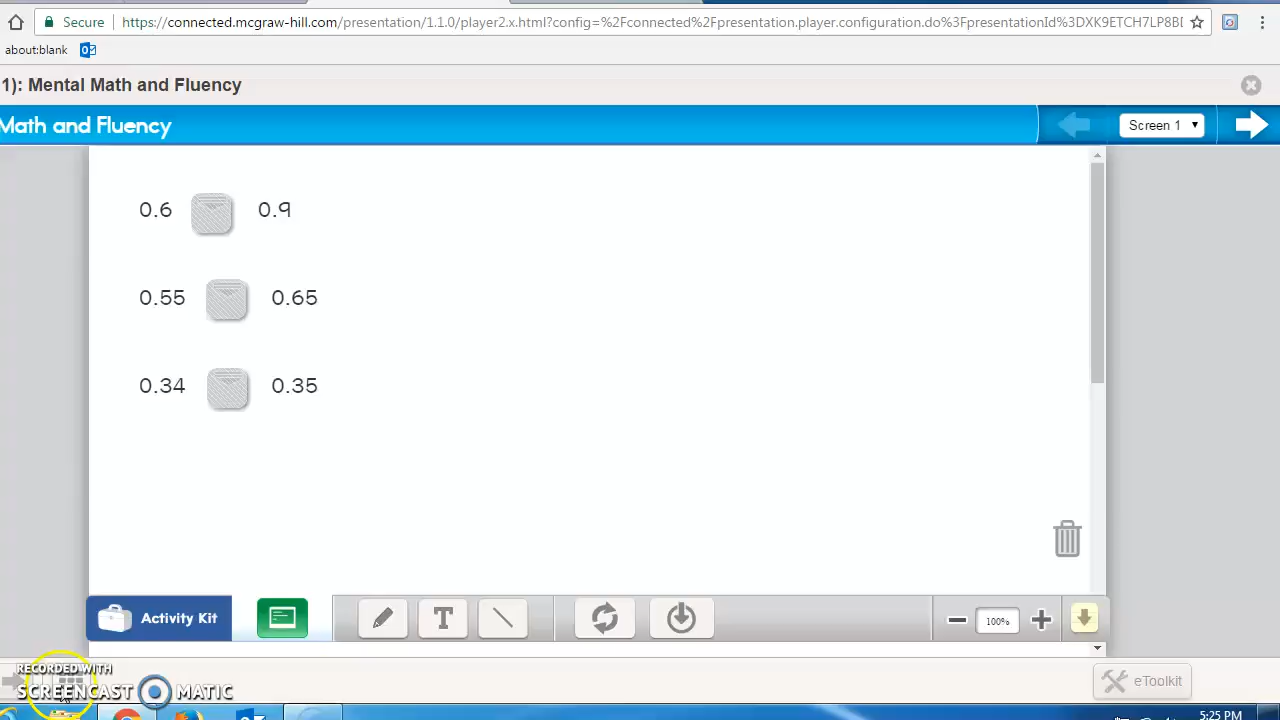 Secure https://connected.mcgraw-hill.com/presentation/1.1.0/player2.x.html?config=%2Fconnected%2Fpresentation.player.configuration.do%3FpresentationId%3DXK9ETCH7LP8B
about:blank
1): Mental Math and Fluency
Math and Fluency
Screen 1
0.6 0.9
0.55 0.65
0.34 0.35
Activity Kit
T
100%
RECORDED WITH
SCREENCAST MATIC
eToolkit
5:25 PM